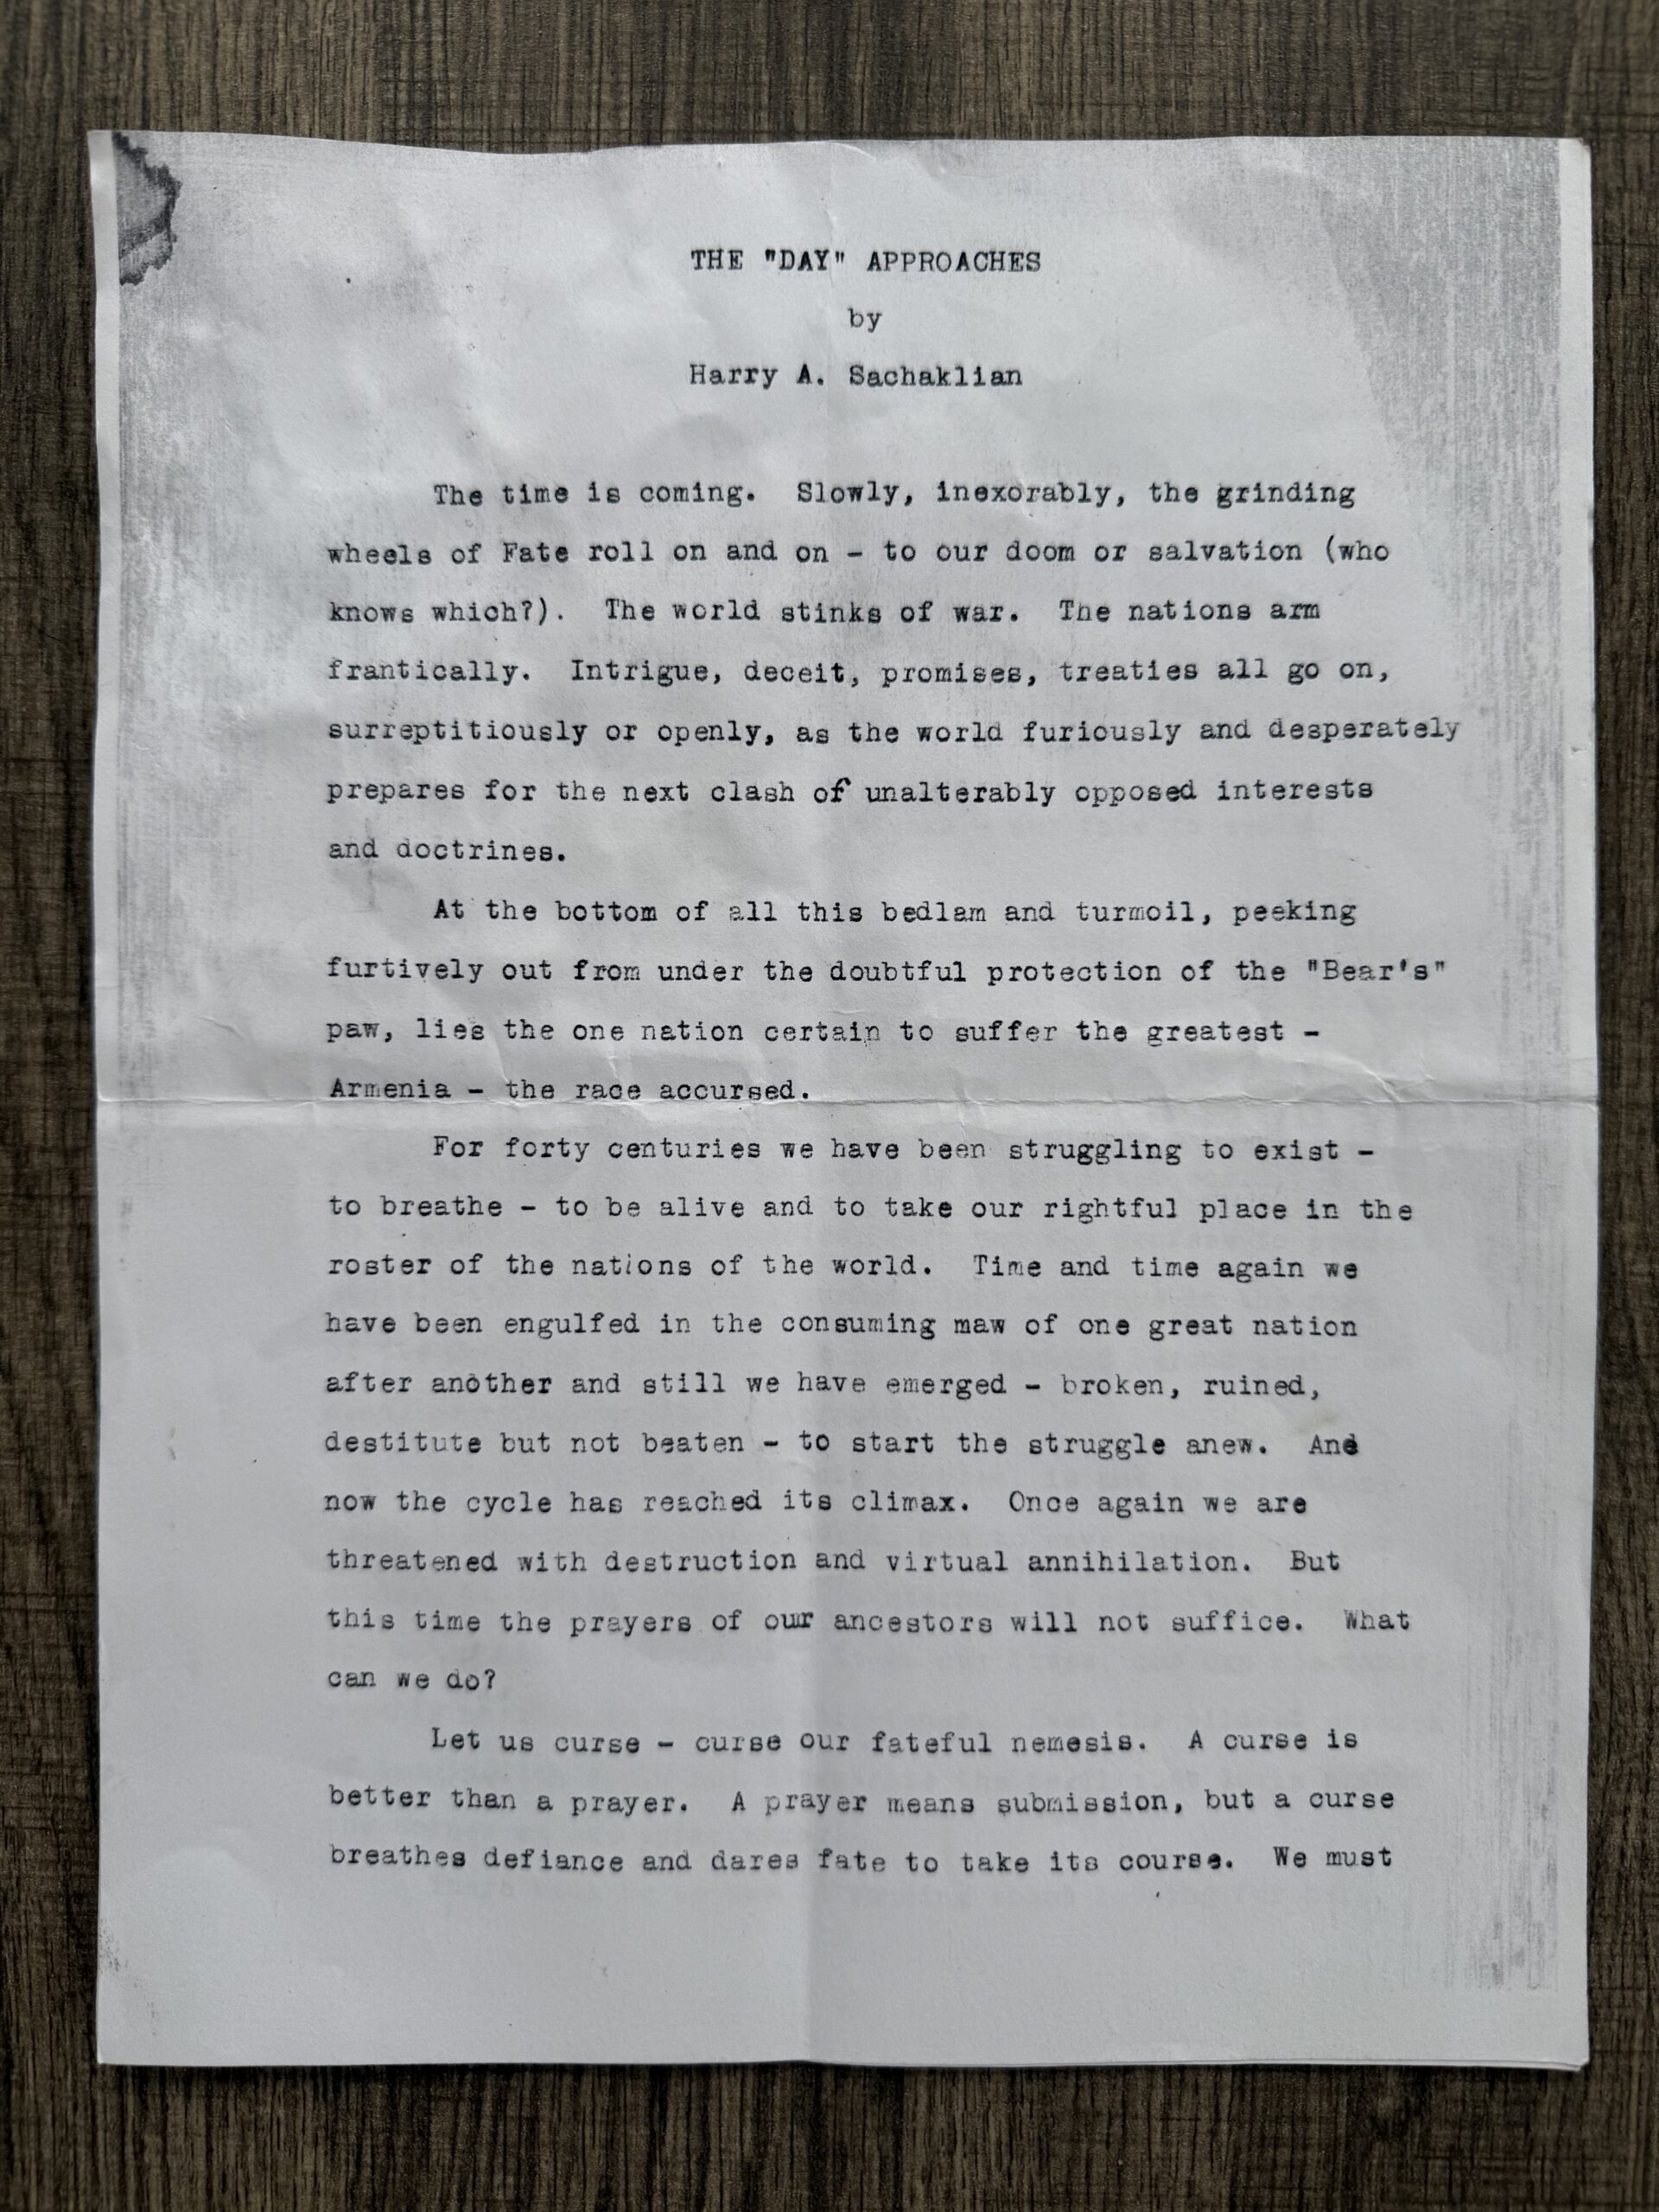 THE "DAY" APPROACHES
by
Harry A. Sachaklian
The time is coming. Slowly, inexorably, the grinding
wheels of Fate roll on and on - to our doom or salvation (who
knows which?). The world stinks of war. The nations arm
frantically. Intrigue, deceit, promises, treaties all go on,
surreptitiously or openly, as the world furiously and desperately
prepares for the next clash of unalterably opposed interests
and doctrines.
At the bottom of all this bedlam and turmoil, peeking
furtively out from under the doubtful protection of the "Bear's"
paw, lies the one nation certain to suffer the greatest -
Armenia - the race accursed.
For forty centuries we have been struggling to exist -
to breathe - to be alive and to take our rightful place in the
roster of the nations of the world. Time and time again we
have been engulfed in the consuming maw of one great nation
after another and still we have emerged - broken, ruined,
destitute but not beaten - to start the struggle anew. And
now the cycle has reached its climax. Once again we are
threatened with destruction and virtual annihilation. But
this time the prayers of our ancestors will not suffice. What
can we do?
Let us curse - curse our fateful nemesis. A curse is
better than a prayer. A prayer means submission, but a curse
breathes defiance and dares fate to take its course. We must